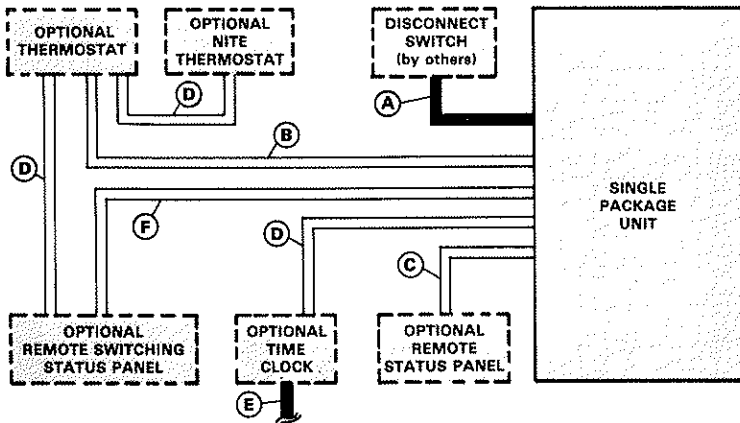 OPTIONAL
THERMOSTAT
OPTIONAL
NITE
THERMOSTAT
DISCONNECT
SWITCH
(by others)
A
D
B
D
SINGLE
PACKAGE
UNIT
F
D
C
OPTIONAL
REMOTE SWITCHING
STATUS PANEL
OPTIONAL
TIME
CLOCK
OPTIONAL
REMOTE
STATUS PANEL
E